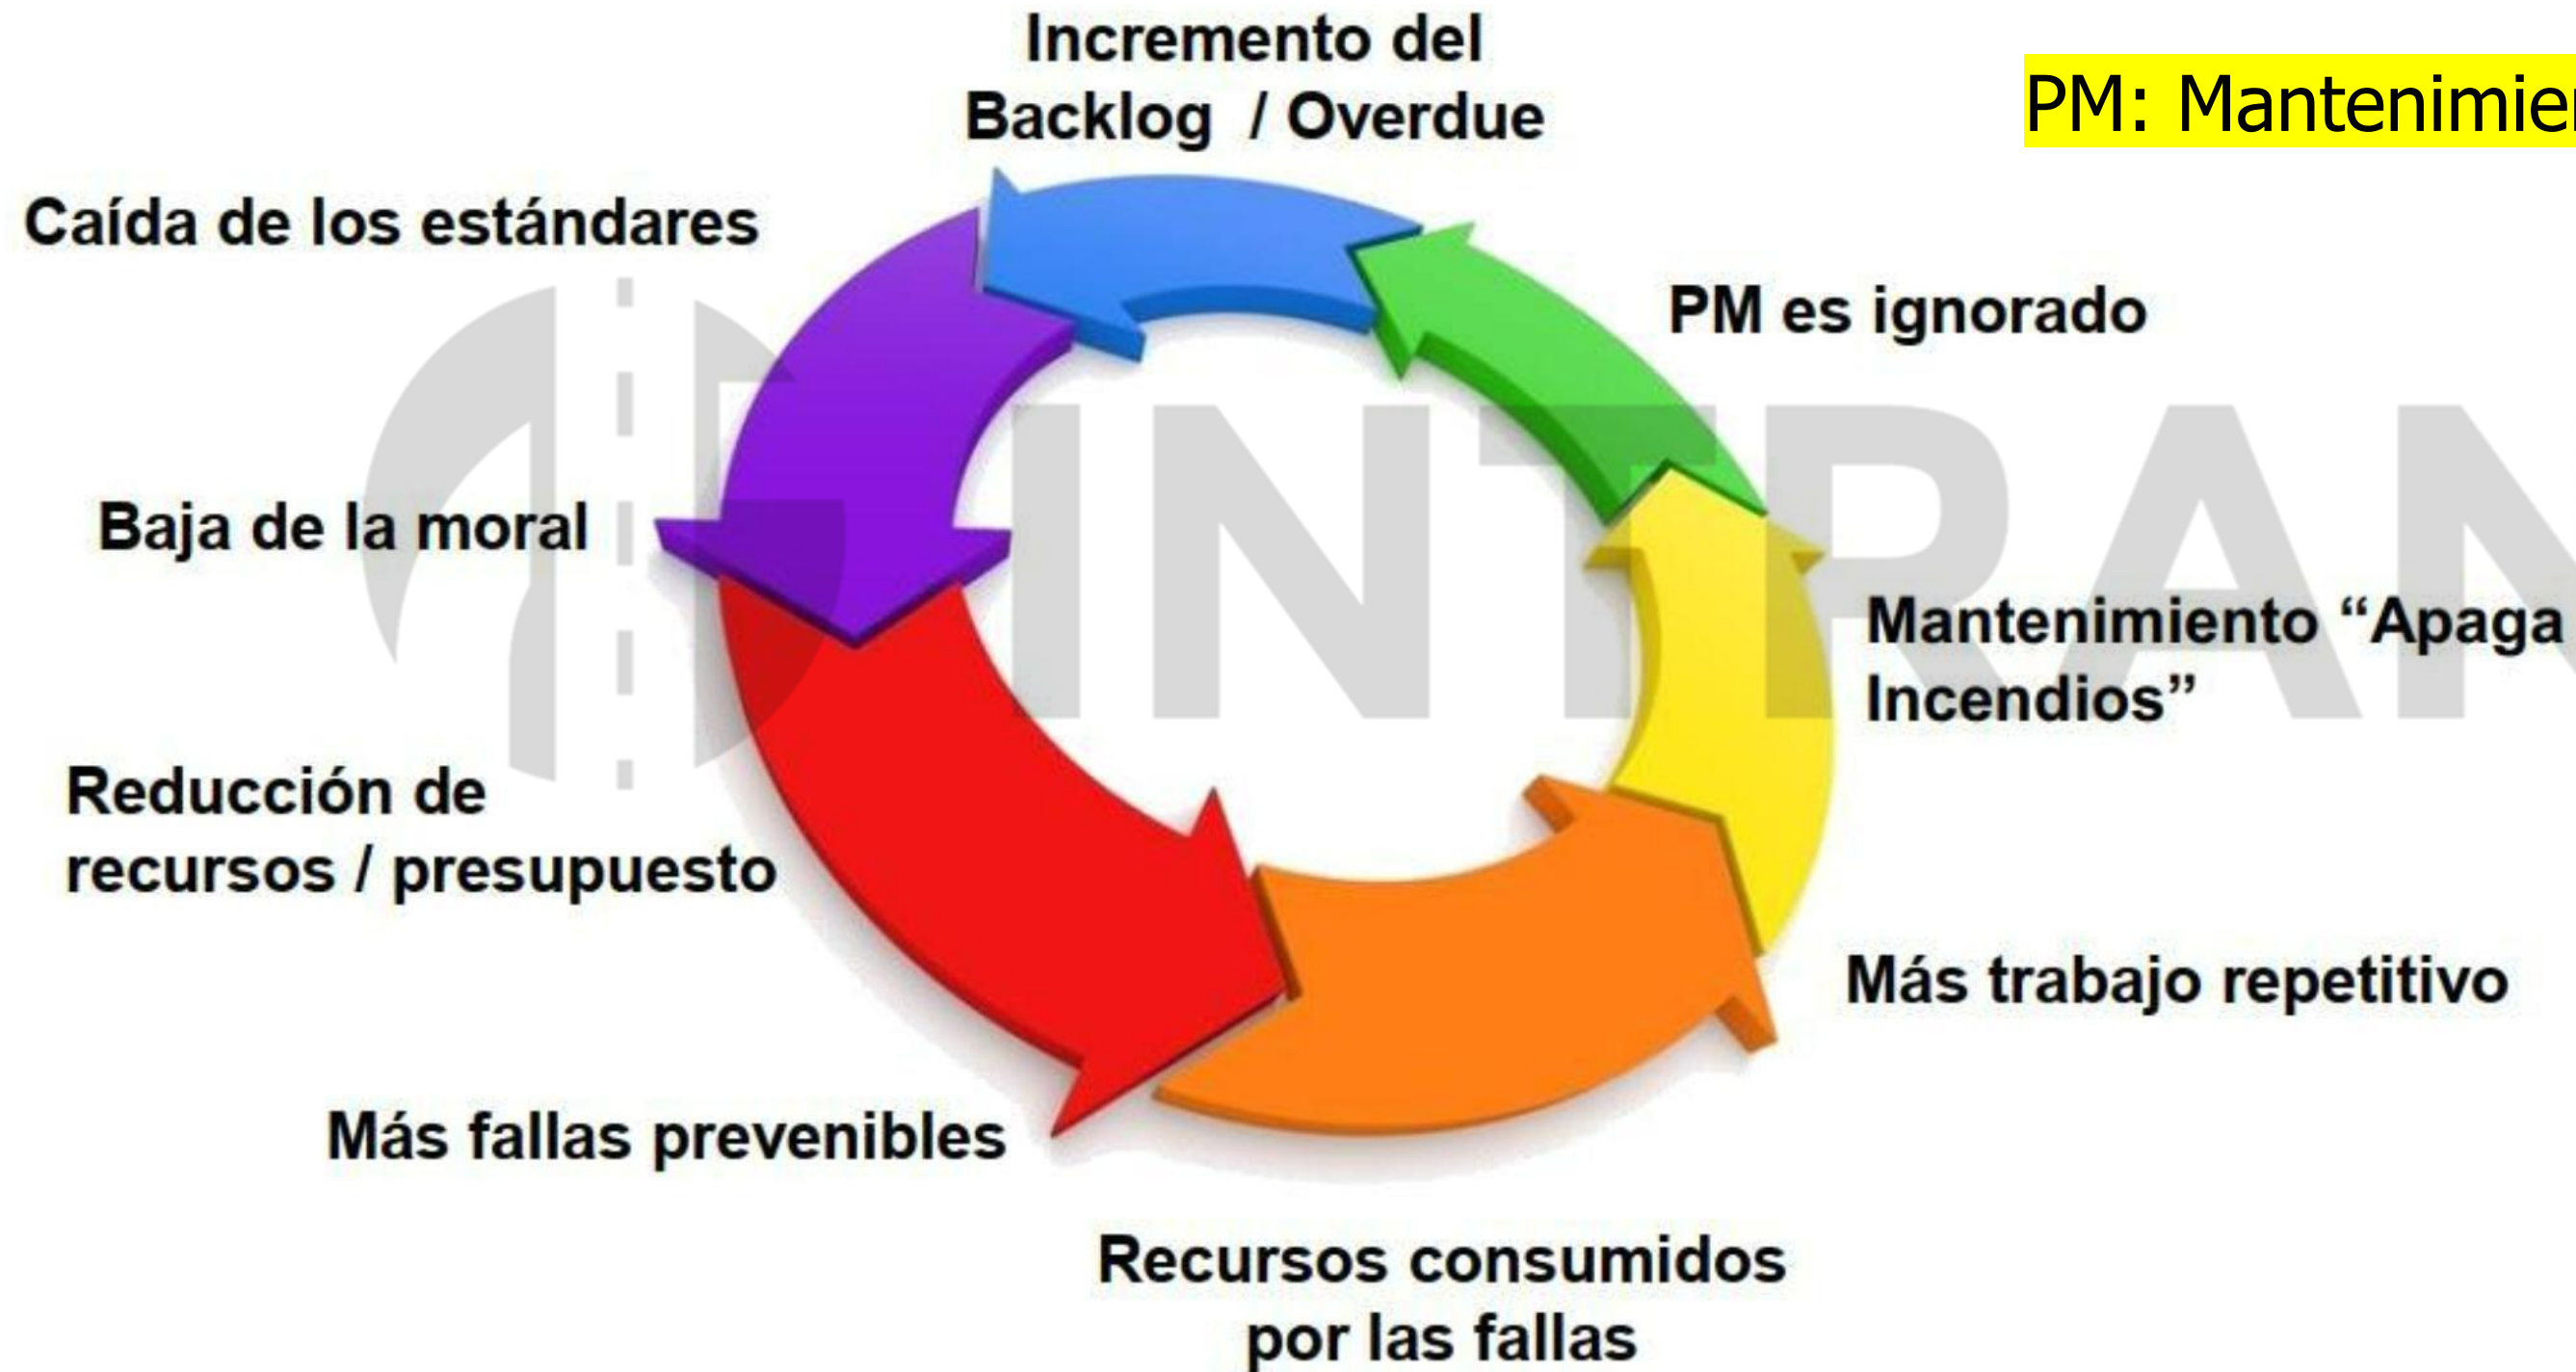 Incremento del
Backlog / Overdue
PM:
Caída de los estándares
PM es ignorado
Baja de la moral
Mantenimiento “Apaga
Incendios”
Reducción de
recursos / presupuesto
Más trabajo repetitivo
Más fallas prevenibles
Recursos consumidos
por las fallas